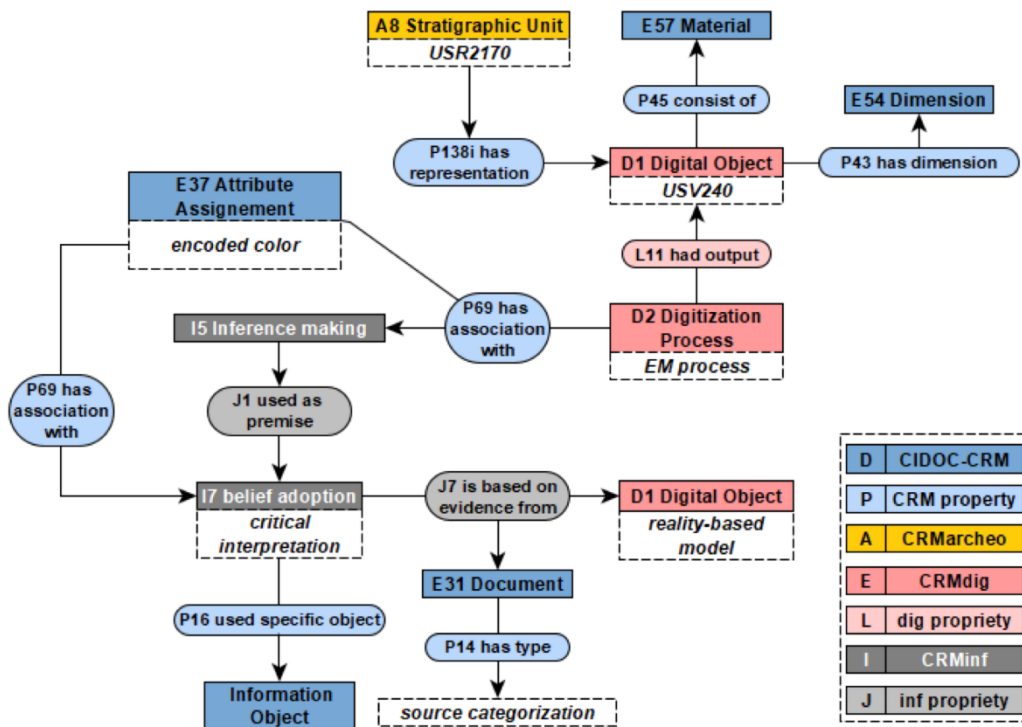 A8 Stratigraphic Unit
USR2170
E57 Material
P45 consist of
E54 Dimension
P138i has
representation
D1 Digital Object
USV240
P43 has dimension
E37 Attribute
Assignement
encoded color
L11 had output
P69 has
association
with
I5 Inference making
D2 Digitization
Process
EM process
P69 has
association
with
J1 used as
premise
I7 belief adoption
critical
interpretation
J7 is based on
evidence from
D1 Digital Object
reality-based
model
E31 Document
P16 used specific object
P14 has type
Information
Object
source categorization
D CIDOC-CRM
P CRM property
A CRMarcheo
E CRMdig
L dig propriety
I CRMinf
J inf propriety